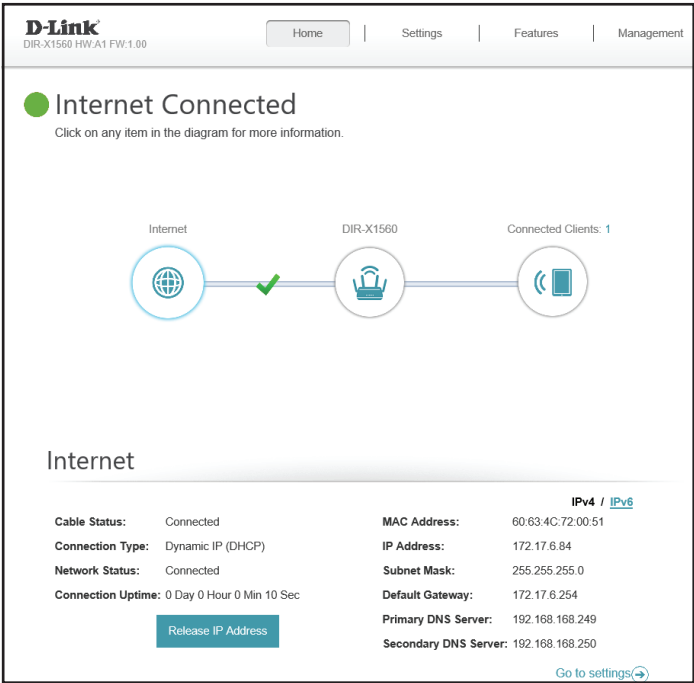 D-Link
DIR-X1560 HW:A1 FW:1.00
Home | Settings | Features | Management
Internet Connected
Click on any item in the diagram for more information.
Internet
DIR-X1560
Connected Clients: 1
Internet
IPv4 / IPv6
Cable Status: Connected
Connection Type: Dynamic IP (DHCP)
Network Status: Connected
Connection Uptime: 0 Day 0 Hour 0 Min 10 Sec
Release IP Address
MAC Address: 60:63:4C:72:00:51
IP Address: 172.17.6.84
Subnet Mask: 255.255.255.0
Default Gateway: 172.17.6.254
Primary DNS Server: 192.168.168.249
Secondary DNS Server: 192.168.168.250
Go to settings